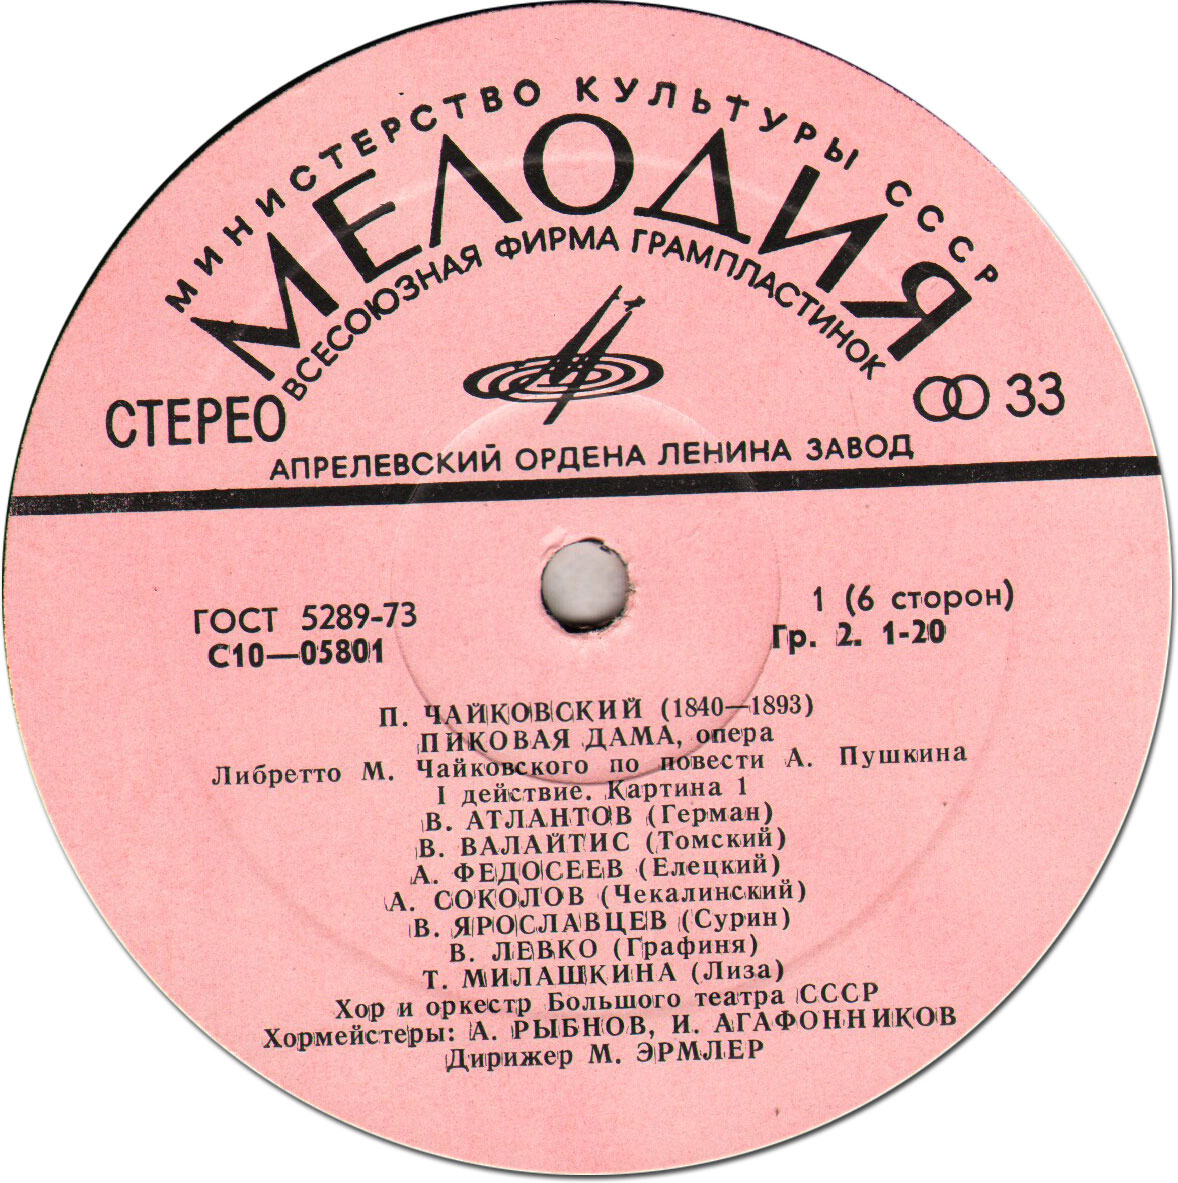 МИНИСТЕРСТВО КУЛЬТУРЫ СССР
МЕЛОДИЯ
ВСЕСОЮЗНАЯ ФИРМА ГРАМПЛАСТИНОК
СТЕРЕО
33
АПРЕЛЕВСКИЙ ОРДЕНА ЛЕНИНА ЗАВОД
ГОСТ 5289-73
С10—05801
1 (6 сторон)
Гр. 2. 1-20
П. ЧАЙКОВСКИЙ (1840—1893)
ПИКОВАЯ ДАМА, опера
Либретто М. Чайковского по повести А. Пушкина
I действие. Картина 1
В. АТЛАНТОВ (Герман)
В. ВАЛАЙТИС (Томский)
А. ФЕДОСЕЕВ (Елецкий)
А. СОКОЛОВ (Чекалинский)
В. ЯРОСЛАВЦЕВ (Сурин)
В. ЛЕВКО (Графиня)
Т. МИЛАШКИНА (Лиза)
Хор и оркестр Большого театра СССР
Хормейстеры: А. РЫБНОВ, И. АГАФОННИКОВ
Дирижер М. ЭРМЛЕР